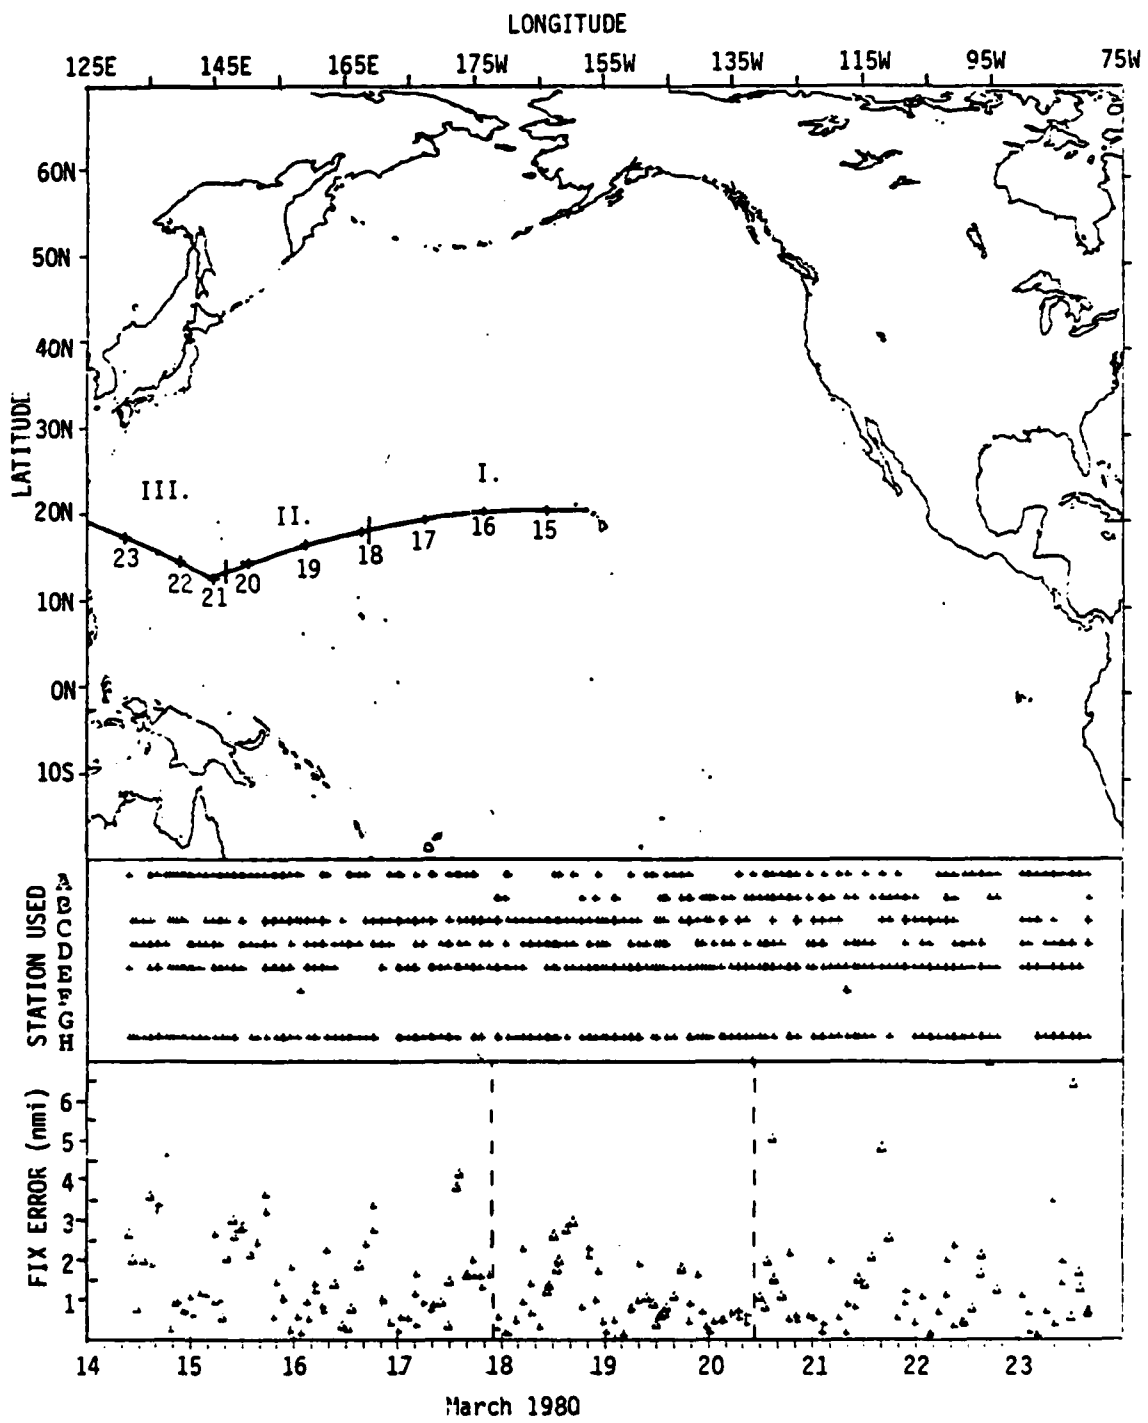 LONGITUDE
125E 145E 165E 175W 155W 135W 115W 95W 75W
LATITUDE
60N
50N
40N
30N
20N
10N
0N
10S
III.
II.
I.
23 22 21 20 19 18 17 16 15
STATION USED
A
B
C
D
E
F
G
H
FIX ERROR (nmi)
6
5
4
3
2
1
14 15 16 17 18 19 20 21 22 23
March 1980